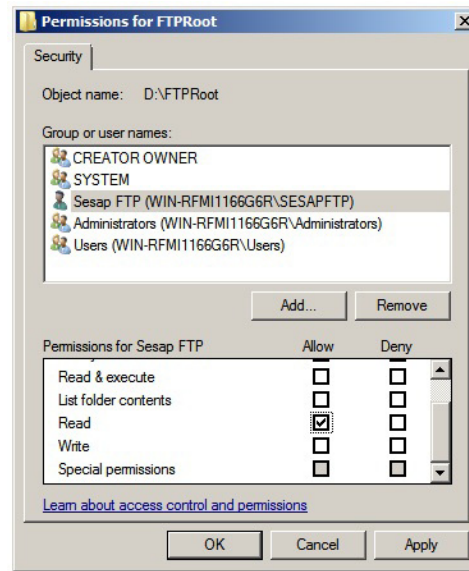 Permissions for FTPRoot
Security
Object name: D:\FTPRoot
Group or user names:
CREATOR OWNER
SYSTEM
Sesap FTP (WIN-RFMI1166G6R\SESAPFTP)
Administrators (WIN-RFMI1166G6R\Administrators)
Users (WIN-RFMI1166G6R\Users)
Add... Remove
Permissions for Sesap FTP Allow Deny
Read & execute
List folder contents
Read
Write
Special permissions
Learn about access control and permissions
OK Cancel Apply